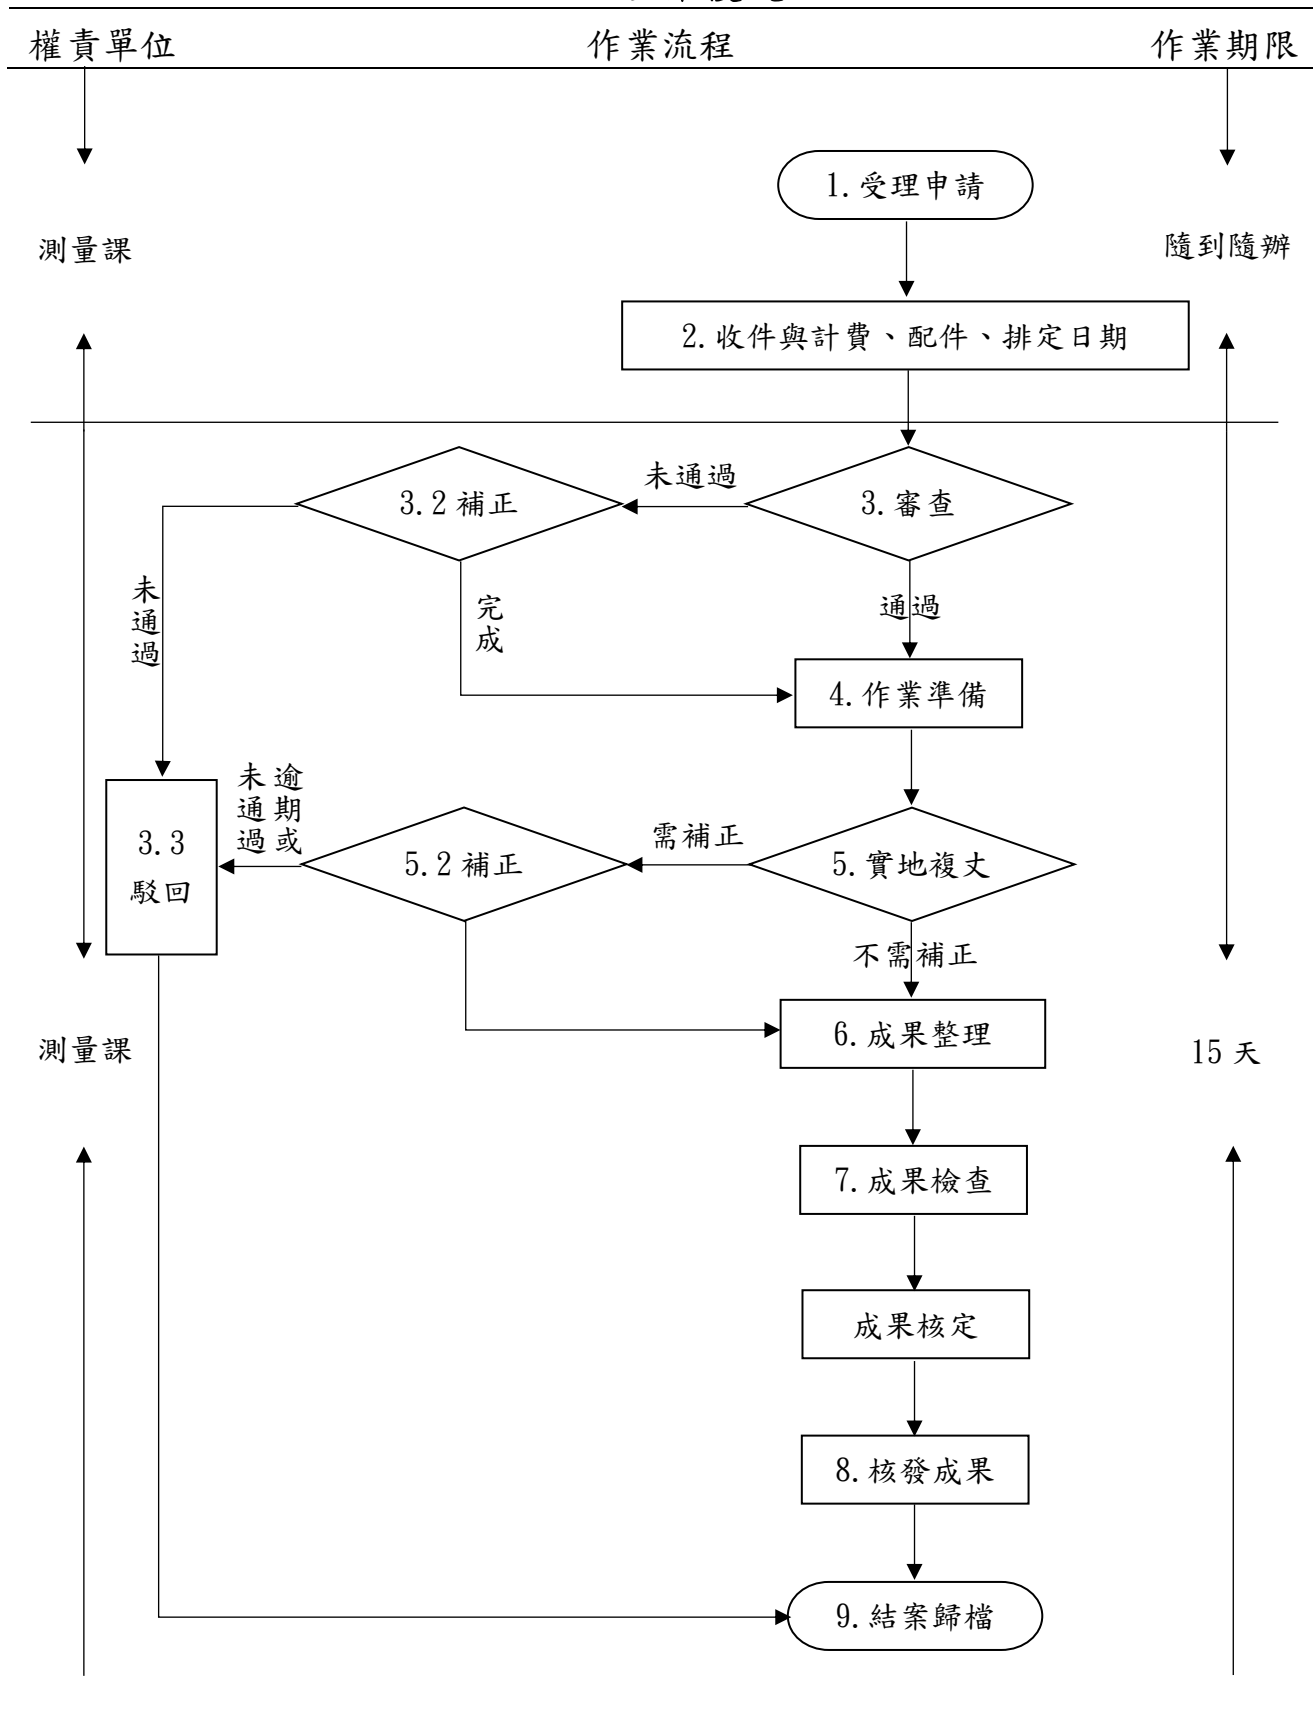 權責單位
作業流程
作業期限
1.受理申請
測量課
隨到隨辦
2.收件與計費、配件、排定日期
未通過
3.2補正
3.審查
未通過
完成
通過
4.作業準備
逾期或
未通過
需補正
3.3
駁回
5.2補正
5.實地複丈
不需補正
6.成果整理
測量課
15天
7.成果檢查
成果核定
8.核發成果
9.結案歸檔